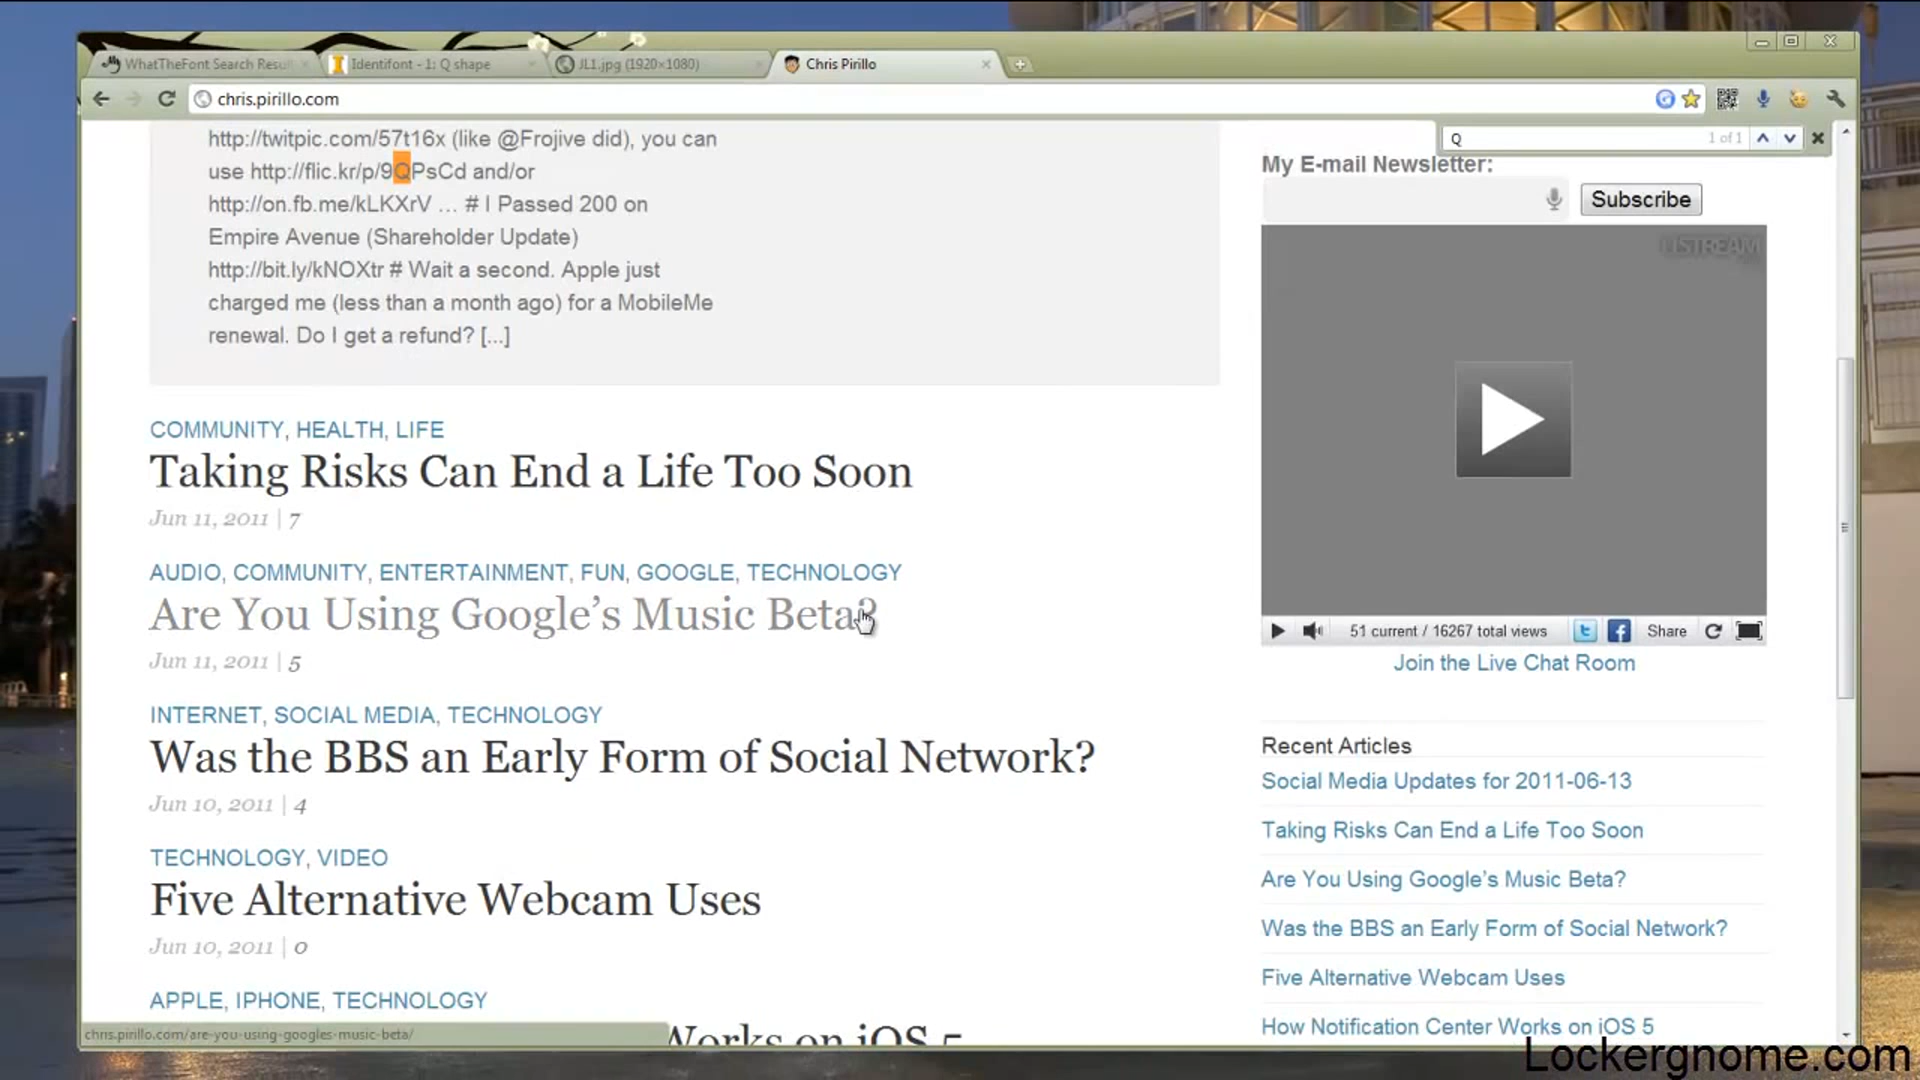 WhatTheFont Search Resul
Identifont - 1: Q shape
JL1.jpg (1920×1080)
Chris Pirillo
chris.pirillo.com
Q
1 of 1
http://twitpic.com/57t16x (like @Frojive did), you can
use http://flic.kr/p/9QPsCd and/or
http://on.fb.me/kLKXrV … # I Passed 200 on
Empire Avenue (Shareholder Update)
http://bit.ly/kNOXtr # Wait a second. Apple just
charged me (less than a month ago) for a MobileMe
renewal. Do I get a refund? [...]
COMMUNITY, HEALTH, LIFE
Taking Risks Can End a Life Too Soon
Jun 11, 2011 | 7
AUDIO, COMMUNITY, ENTERTAINMENT, FUN, GOOGLE, TECHNOLOGY
Are You Using Google’s Music Beta?
Jun 11, 2011 | 5
INTERNET, SOCIAL MEDIA, TECHNOLOGY
Was the BBS an Early Form of Social Network?
Jun 10, 2011 | 4
TECHNOLOGY, VIDEO
Five Alternative Webcam Uses
Jun 10, 2011 | 0
APPLE, IPHONE, TECHNOLOGY
Works on iOS 5
chris.pirillo.com/are-you-using-googles-music-beta/
My E-mail Newsletter:
Subscribe
USTREAM
51 current / 16267 total views
Share
Join the Live Chat Room
Recent Articles
Social Media Updates for 2011-06-13
Taking Risks Can End a Life Too Soon
Are You Using Google’s Music Beta?
Was the BBS an Early Form of Social Network?
Five Alternative Webcam Uses
How Notification Center Works on iOS 5
Lockergnome.com